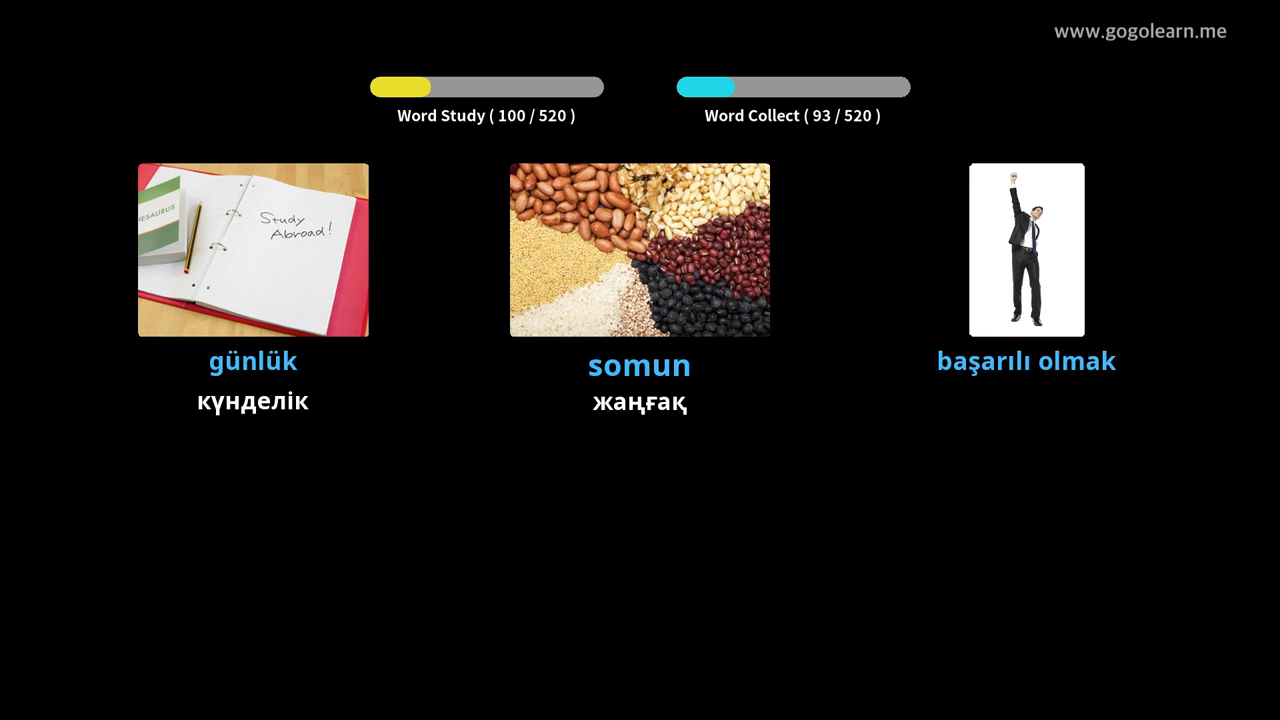 www.gogolearn.me
Word Study ( 100 / 520 )
Word Collect ( 93 / 520 )
HESAURUS
Study
Abroad!
günlük
somun
başarılı olmak
күнделік
жаңғақ